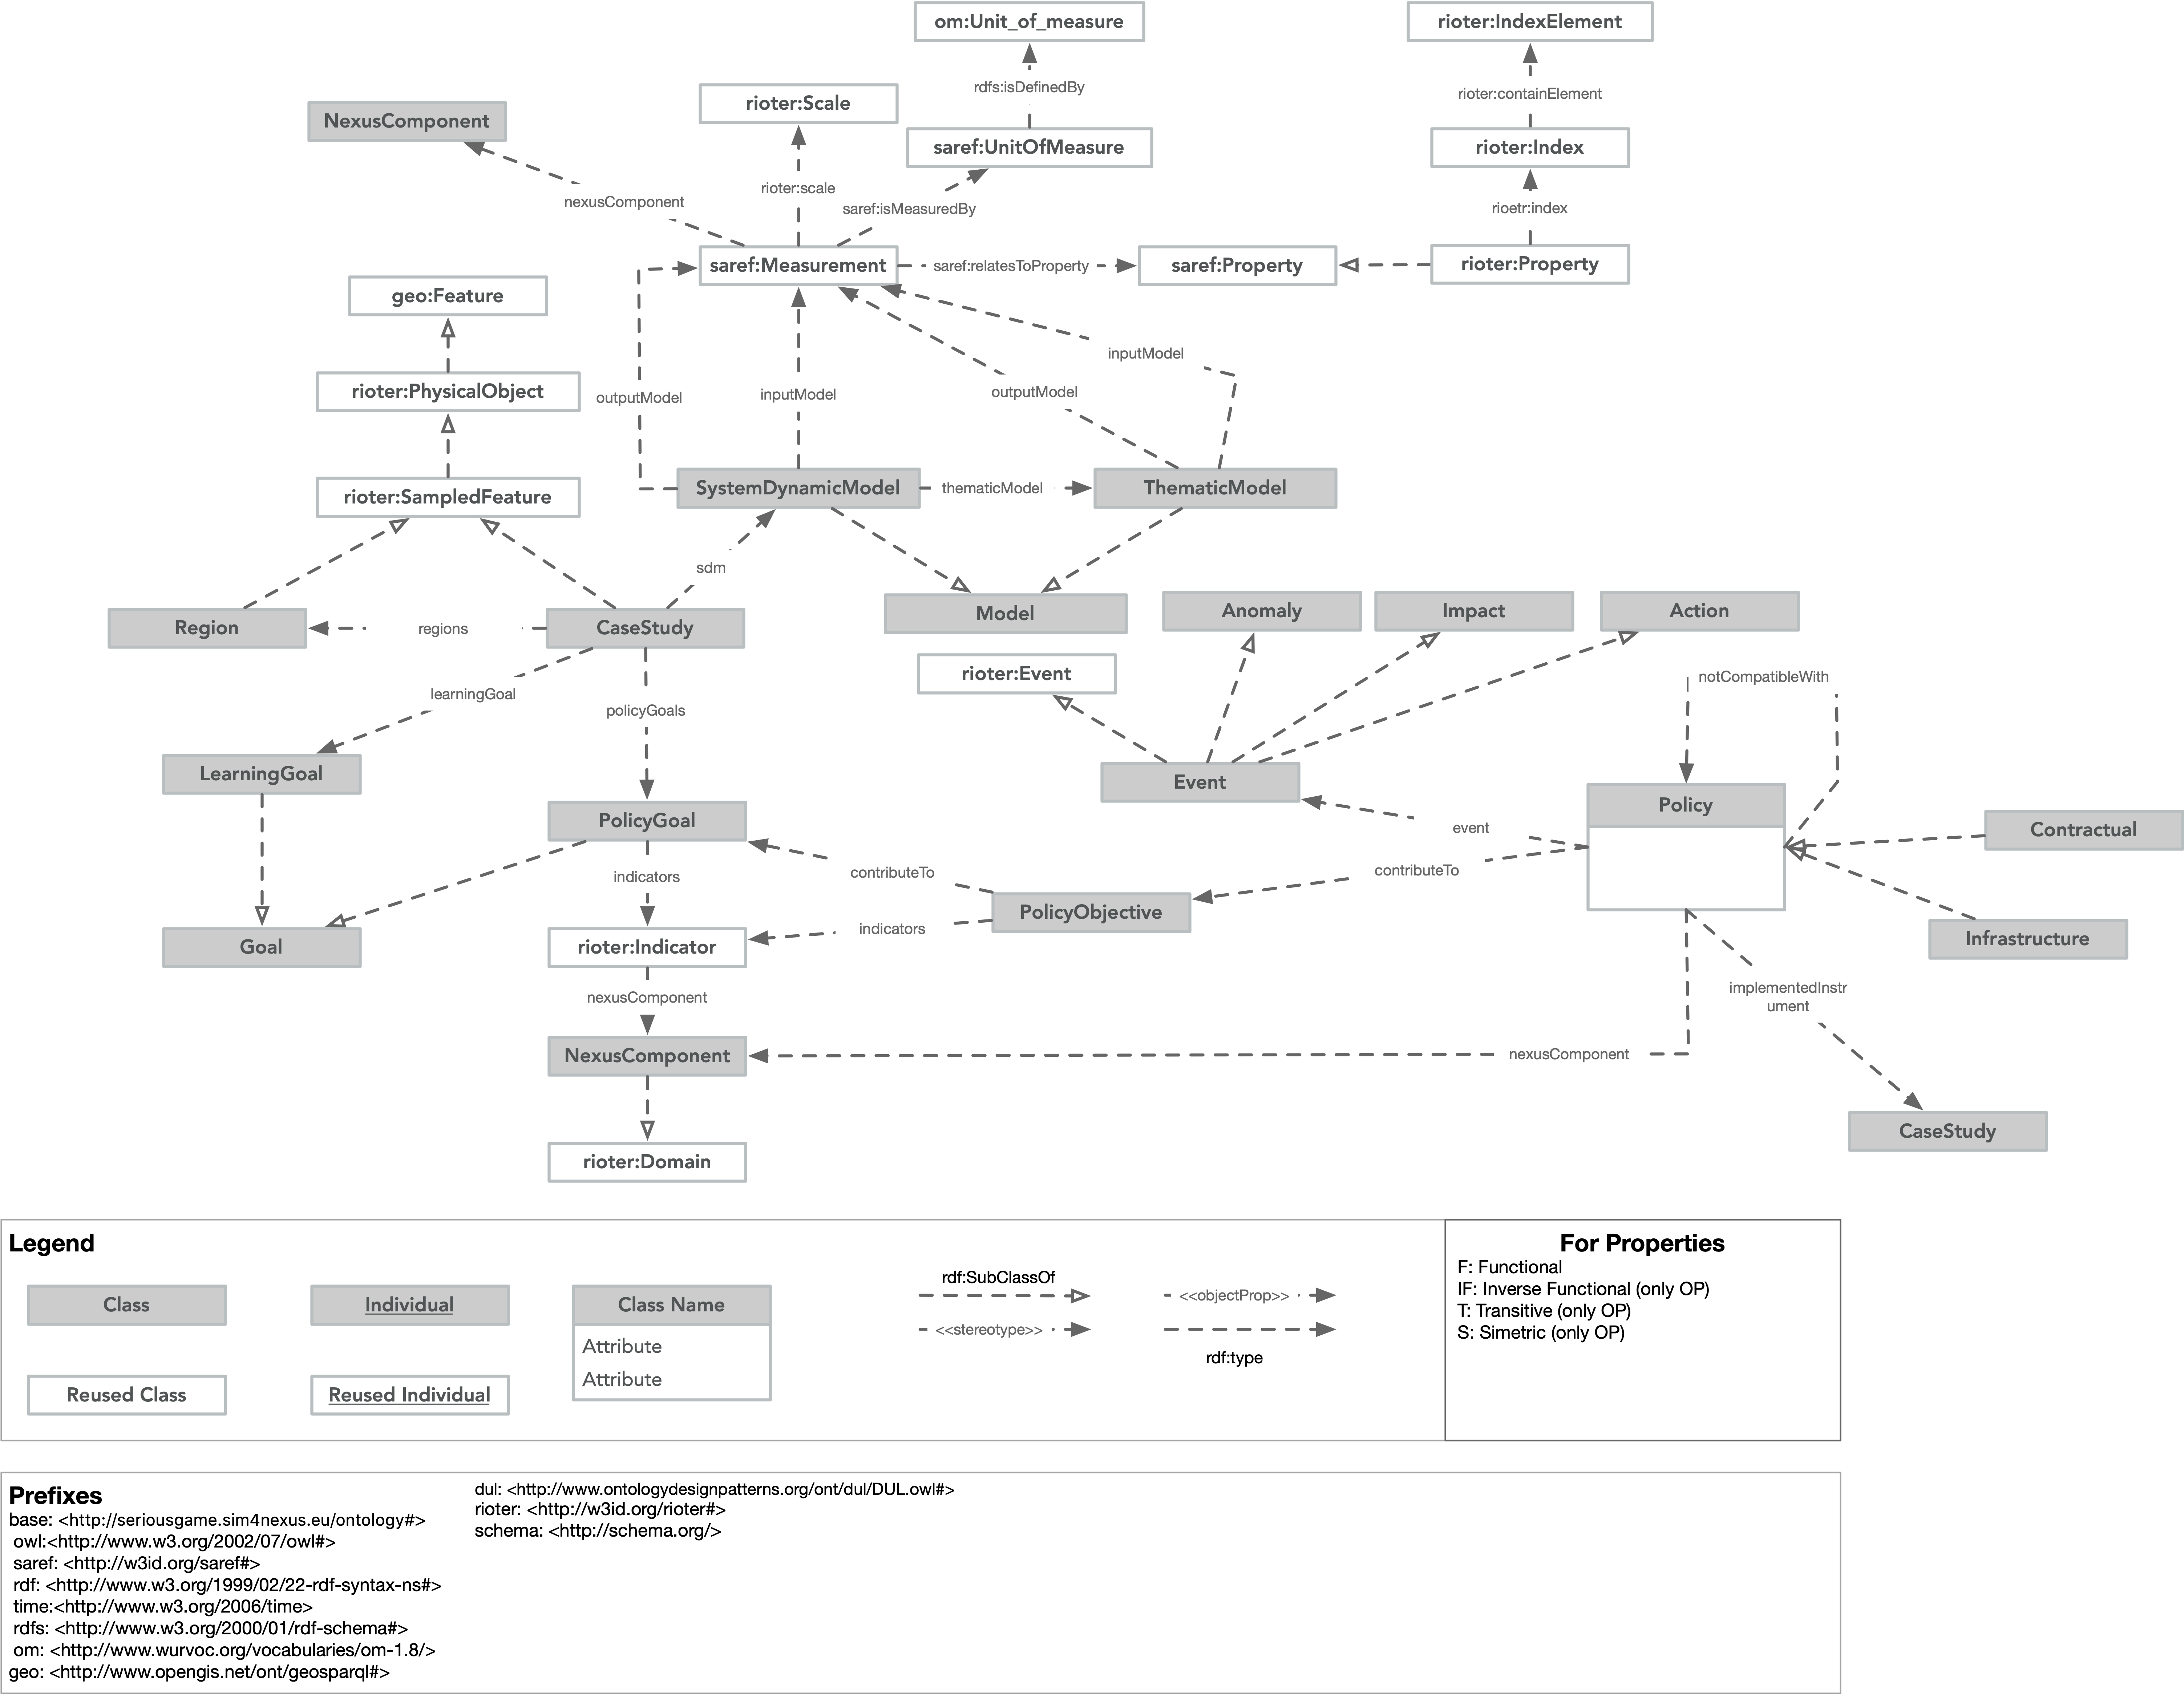 om:Unit_of_measure
rioter:IndexElement
rdfs:isDefinedBy
rioter:containElement
rioter:Scale
NexusComponent
saref:UnitOfMeasure
rioter:Index
rioter:scale
nexusComponent
saref:isMeasuredBy
rioetr:index
saref:Measurement
saref:relatesToProperty
saref:Property
rioter:Property
geo:Feature
inputModel
rioter:PhysicalObject
outputModel
inputModel
outputModel
rioter:SampledFeature
SystemDynamicModel
thematicModel
ThematicModel
sdm
Region
regions
CaseStudy
Model
Anomaly
Impact
Action
rioter:Event
notCompatibleWith
learningGoal
policyGoals
LearningGoal
Event
Policy
PolicyGoal
event
Contractual
indicators
contributeTo
contributeTo
PolicyObjective
indicators
Goal
rioter:Indicator
Infrastructure
nexusComponent
implementedInstr
ument
NexusComponent
nexusComponent
CaseStudy
rioter:Domain
Legend
Class
Individual
Class Name
Attribute
Attribute
Reused Class
Reused Individual
rdf:SubClassOf
<<objectProp>>
<<stereotype>>
rdf:type
For Properties
F: Functional
IF: Inverse Functional (only OP)
T: Transitive (only OP)
S: Simetric (only OP)
Prefixes
base: <http://seriousgame.sim4nexus.eu/ontology#>
owl:<http://www.w3.org/2002/07/owl#>
saref: <http://w3id.org/saref#>
rdf: <http://www.w3.org/1999/02/22-rdf-syntax-ns#>
time:<http://www.w3.org/2006/time>
rdfs: <http://www.w3.org/2000/01/rdf-schema#>
om: <http://www.wurvoc.org/vocabularies/om-1.8/>
geo: <http://www.opengis.net/ont/geosparql#>
dul: <http://www.ontologydesignpatterns.org/ont/dul/DUL.owl#>
rioter: <http://w3id.org/rioter#>
schema: <http://schema.org/>